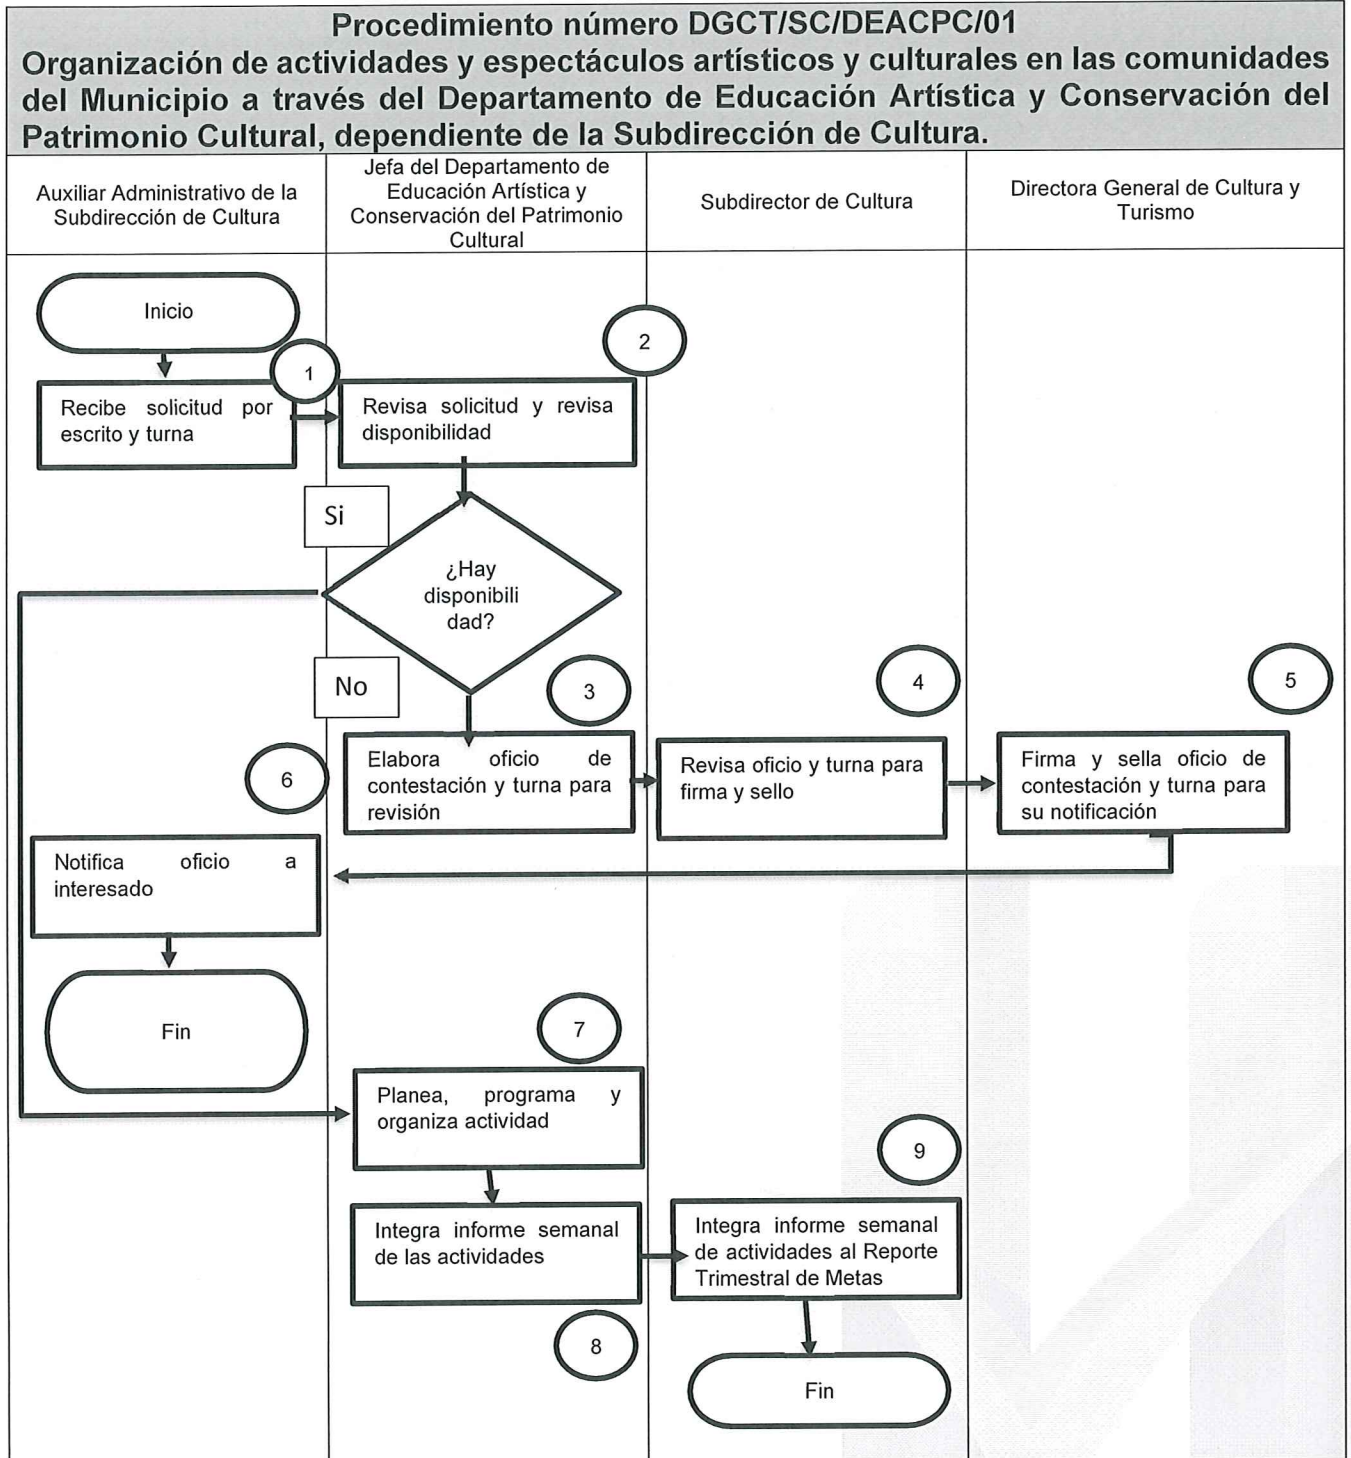 Procedimiento número DGCT/SC/DEACPC/01
Organización de actividades y espectáculos artísticos y culturales en las comunidades
del Municipio a través del Departamento de Educación Artística y Conservación del
Patrimonio Cultural, dependiente de la Subdirección de Cultura.
Auxiliar Administrativo de la
Subdirección de Cultura
Jefa del Departamento de
Educación Artística y
Conservación del Patrimonio
Cultural
Subdirector de Cultura
Directora General de Cultura y
Turismo
Inicio
1
2
Recibe solicitud por
escrito y turna
Revisa solicitud y revisa
disponibilidad
Si
¿Hay
disponibili
dad?
No
3
4
5
6
Elabora oficio de
contestación y turna para
revisión
Revisa oficio y turna para
firma y sello
Firma y sella oficio de
contestación y turna para
su notificación
Notifica oficio a
interesado
Fin
7
Planea, programa y
organiza actividad
9
Integra informe semanal
de las actividades
Integra informe semanal
de actividades al Reporte
Trimestral de Metas
8
Fin